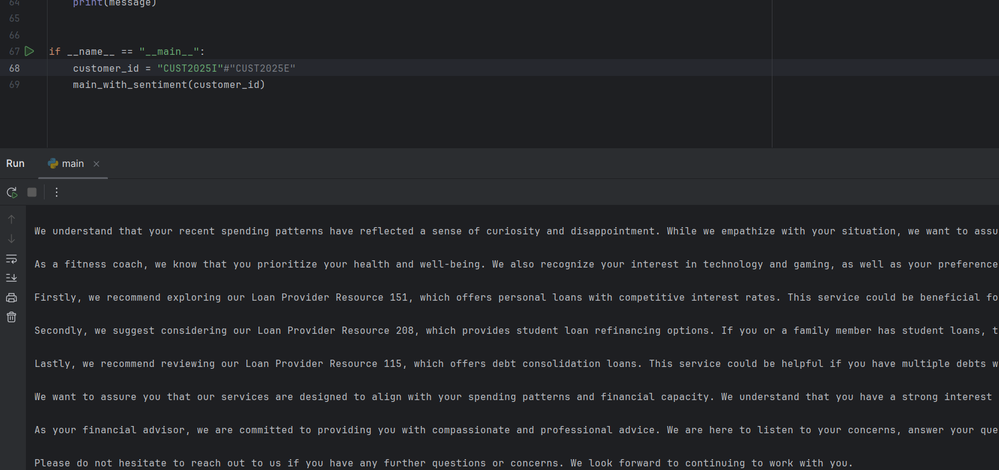 64 print(message)
65
66
67 if __name__ == "__main__":
68 customer_id = "CUST2025I"#"CUST2025E"
69 main_with_sentiment(customer_id)
Run main
We understand that your recent spending patterns have reflected a sense of curiosity and disappointment. While we empathize with your situation, we want to assu
As a fitness coach, we know that you prioritize your health and well-being. We also recognize your interest in technology and gaming, as well as your preference
Firstly, we recommend exploring our Loan Provider Resource 151, which offers personal loans with competitive interest rates. This service could be beneficial fo
Secondly, we suggest considering our Loan Provider Resource 208, which provides student loan refinancing options. If you or a family member has student loans, t
Lastly, we recommend reviewing our Loan Provider Resource 115, which offers debt consolidation loans. This service could be helpful if you have multiple debts w
We want to assure you that our services are designed to align with your spending patterns and financial capacity. We understand that you have a strong interest
As your financial advisor, we are committed to providing you with compassionate and professional advice. We are here to listen to your concerns, answer your que
Please do not hesitate to reach out to us if you have any further questions or concerns. We look forward to continuing to work with you.